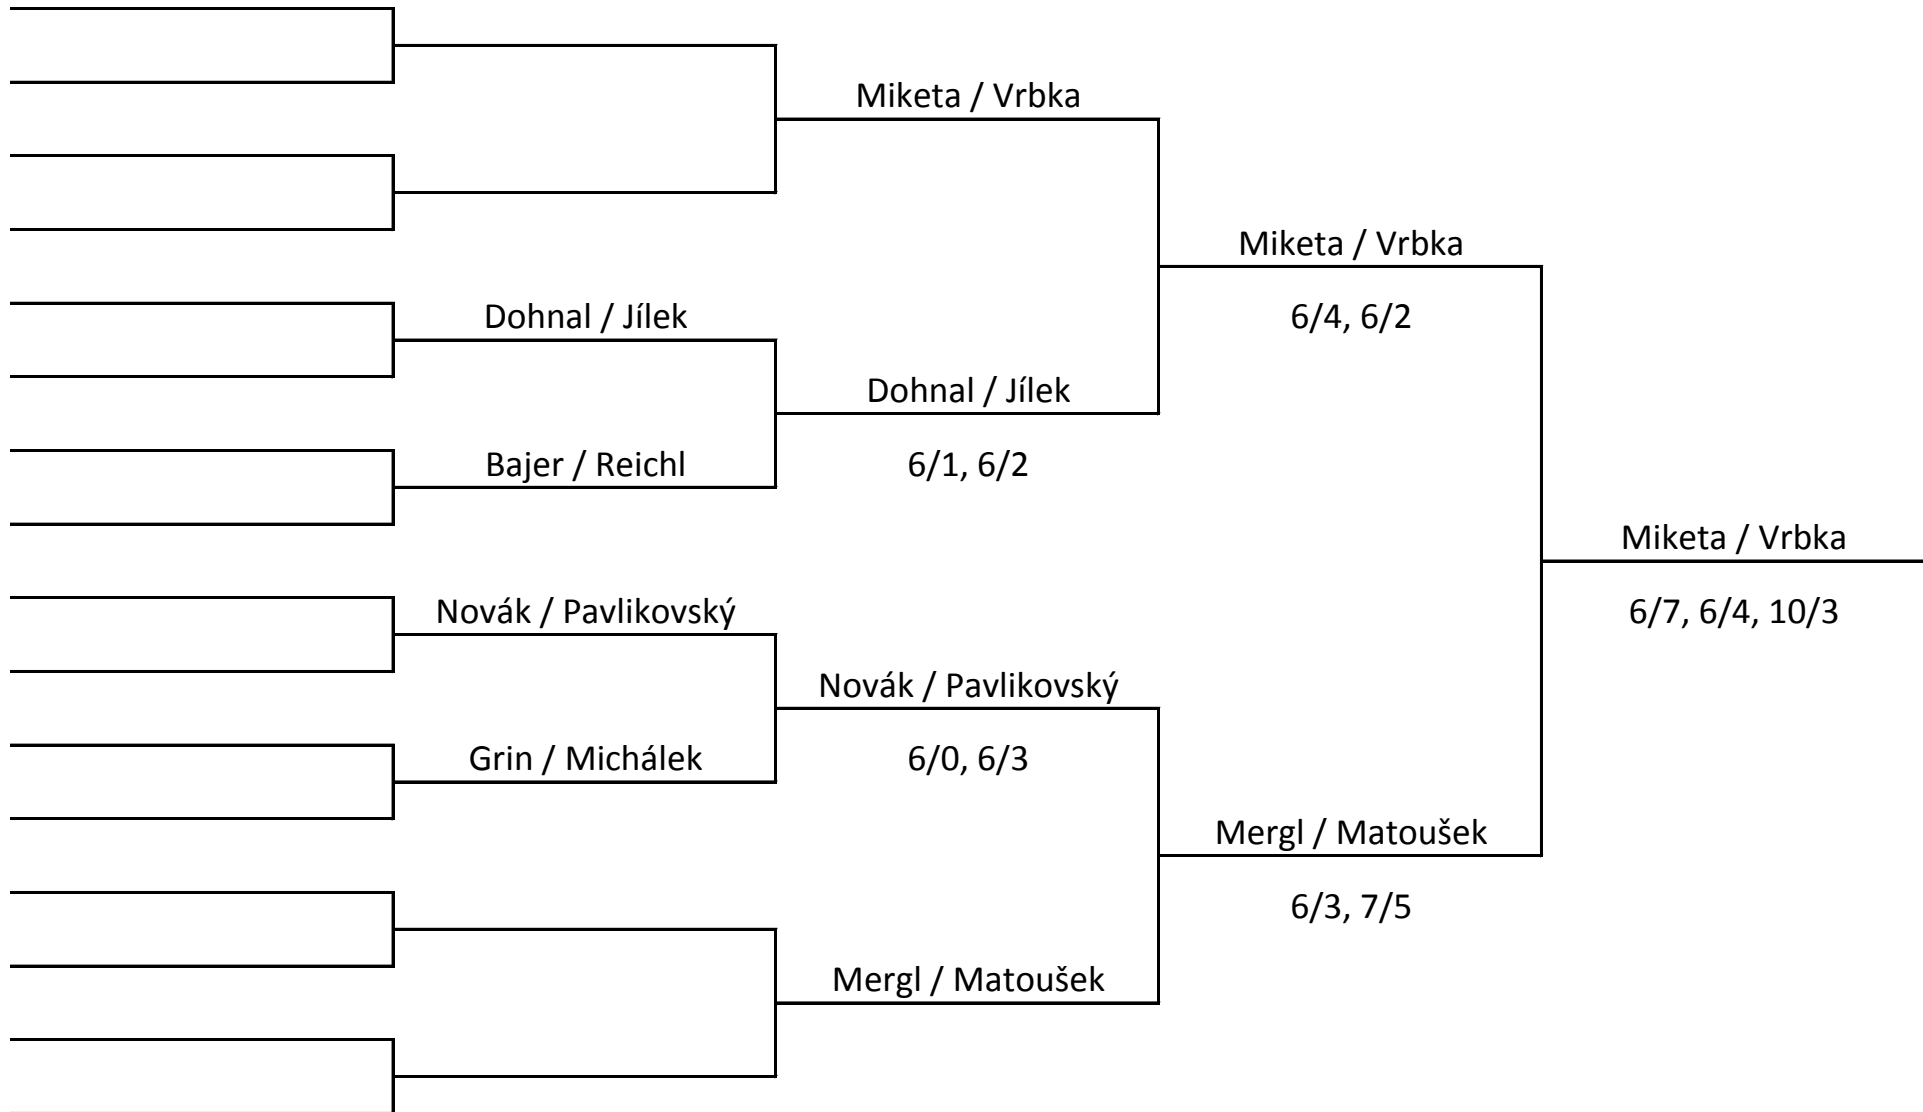 Miketa / Vrbka
Miketa / Vrbka
Dohnal / Jílek
6/4, 6/2
Dohnal / Jílek
Bajer / Reichl
6/1, 6/2
Miketa / Vrbka
Novák / Pavlikovský
6/7, 6/4, 10/3
Novák / Pavlikovský
Grin / Michálek
6/0, 6/3
Mergl / Matoušek
6/3, 7/5
Mergl / Matoušek